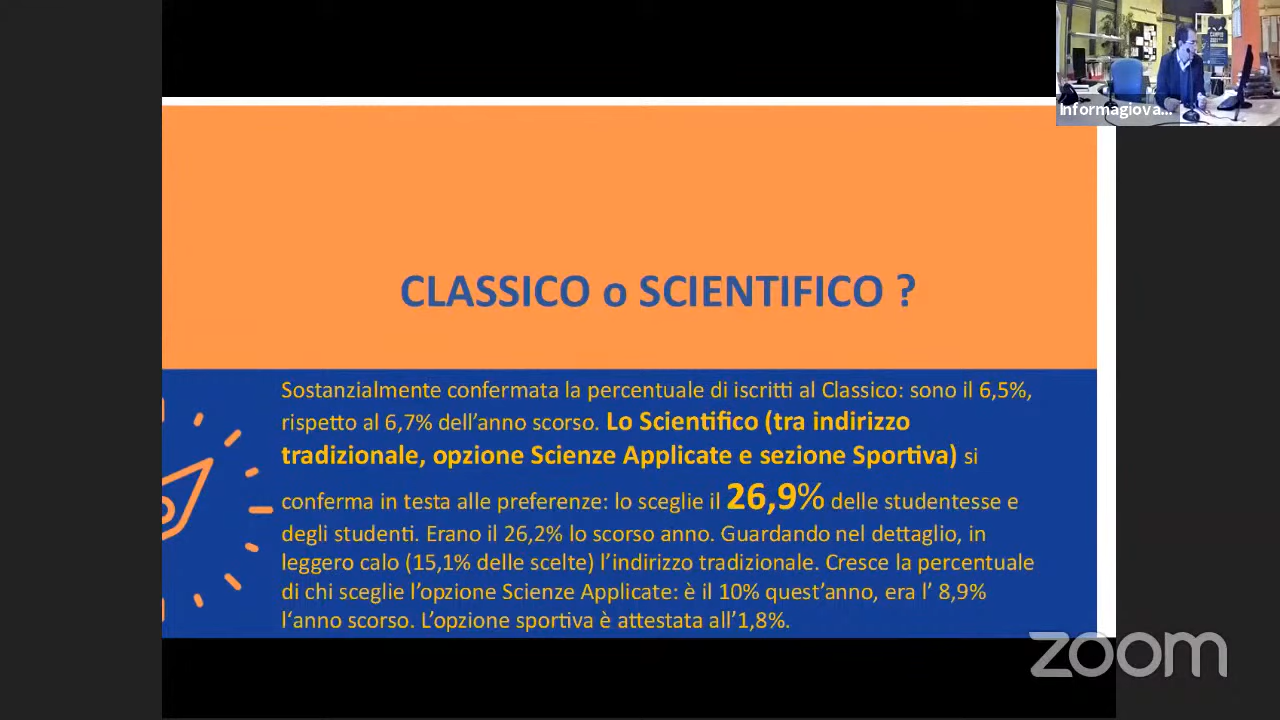 Informagiova...
CLASSICO o SCIENTIFICO ?
Sostanzialmente confermata la percentuale di iscritti al Classico: sono il 6,5%,
rispetto al 6,7% dell’anno scorso. Lo Scientifico (tra indirizzo
tradizionale, opzione Scienze Applicate e sezione Sportiva) si
conferma in testa alle preferenze: lo sceglie il 26,9% delle studentesse e
degli studenti. Erano il 26,2% lo scorso anno. Guardando nel dettaglio, in
leggero calo (15,1% delle scelte) l’indirizzo tradizionale. Cresce la percentuale
di chi sceglie l’opzione Scienze Applicate: è il 10% quest’anno, era l’ 8,9%
l‘anno scorso. L’opzione sportiva è attestata all’1,8%.
zoom